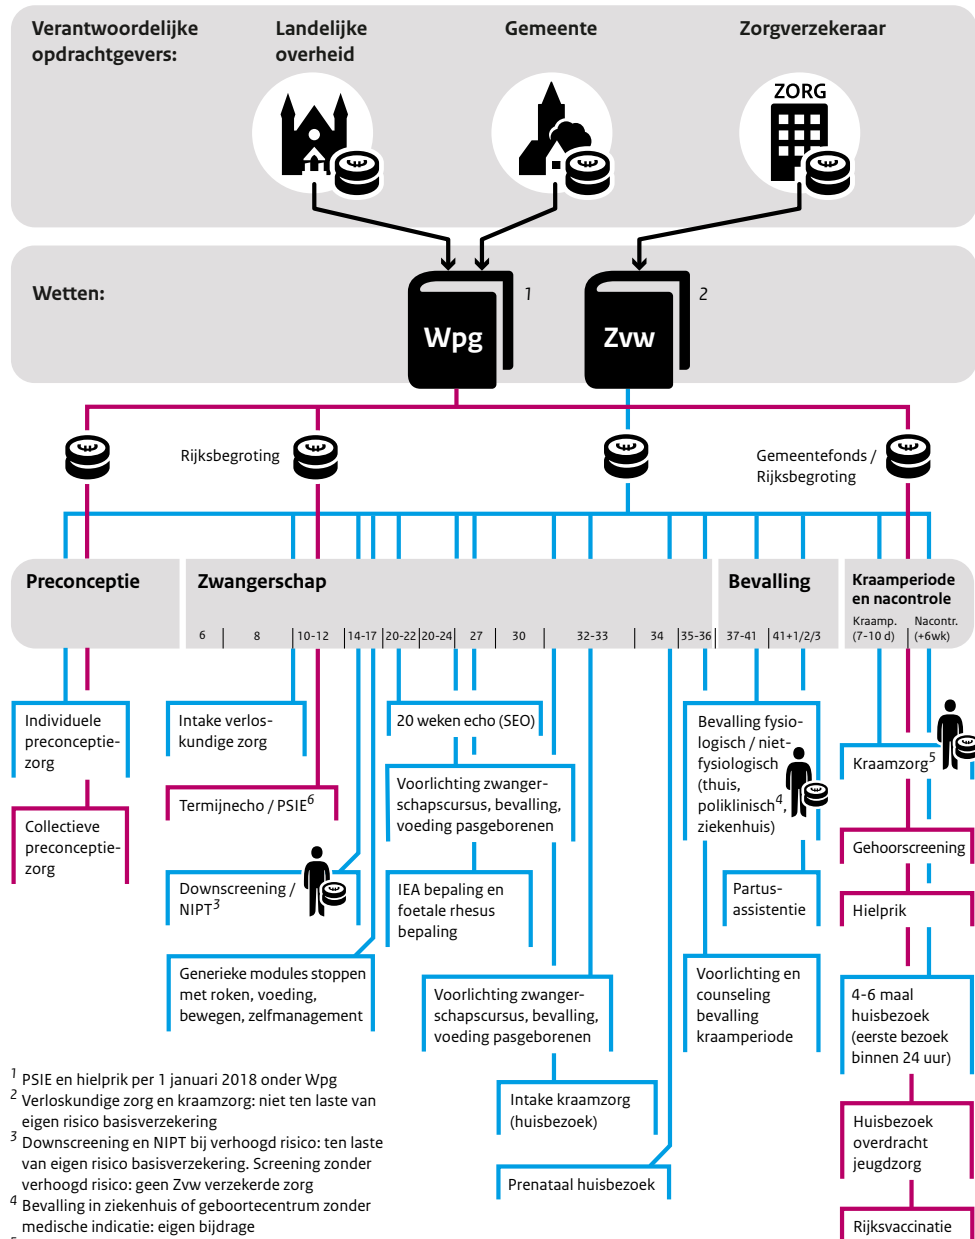 Verantwoordelijke
opdrachtgevers:
Landelijke
overheid
Gemeente
Zorgverzekeraar
ZORG
Wetten:
Wpg
1
Zvw
2
Rijksbegroting
Gemeentefonds /
Rijksbegroting
Preconceptie
Zwangerschap
Bevalling
Kraamperiode
en nacontrole
Kraamp.
(7-10 d)
Nacontr.
(+6wk)
6
8
10-12
14-17
20-22
20-24
27
30
32-33
34
35-36
37-41
41+1/2/3
Individuele
preconceptie-
zorg
Collectieve
preconceptie-
zorg
Intake verlos-
kundige zorg
Termijnecho / PSIE6
Downscreening /
NIPT3
Generieke modules stoppen
met roken, voeding,
bewegen, zelfmanagement
20 weken echo (SEO)
Voorlichting zwanger-
schapscursus, bevalling,
voeding pasgeborenen
IEA bepaling en
foetale rhesus
bepaling
Voorlichting zwanger-
schapscursus, bevalling,
voeding pasgeborenen
Intake kraamzorg
(huisbezoek)
Prenataal huisbezoek
Bevalling fysio-
logisch / niet-
fysiologisch
(thuis,
poliklinisch4,
ziekenhuis)
Partus-
assistentie
Voorlichting en
counseling
bevalling
kraamperiode
Kraamzorg5
Gehoorscreening
Hielprik
4-6 maal
huisbezoek
(eerste bezoek
binnen 24 uur)
Huisbezoek
overdracht
jeugdzorg
Rijksvaccinatie
1 PSIE en hielprik per 1 januari 2018 onder Wpg
2 Verloskundige zorg en kraamzorg: niet ten laste van
eigen risico basisverzekering
3 Downscreening en NIPT bij verhoogd risico: ten laste
van eigen risico basisverzekering. Screening zonder
verhoogd risico: geen Zvw verzekerde zorg
4 Bevalling in ziekenhuis of geboortecentrum zonder
medische indicatie: eigen bijdrage